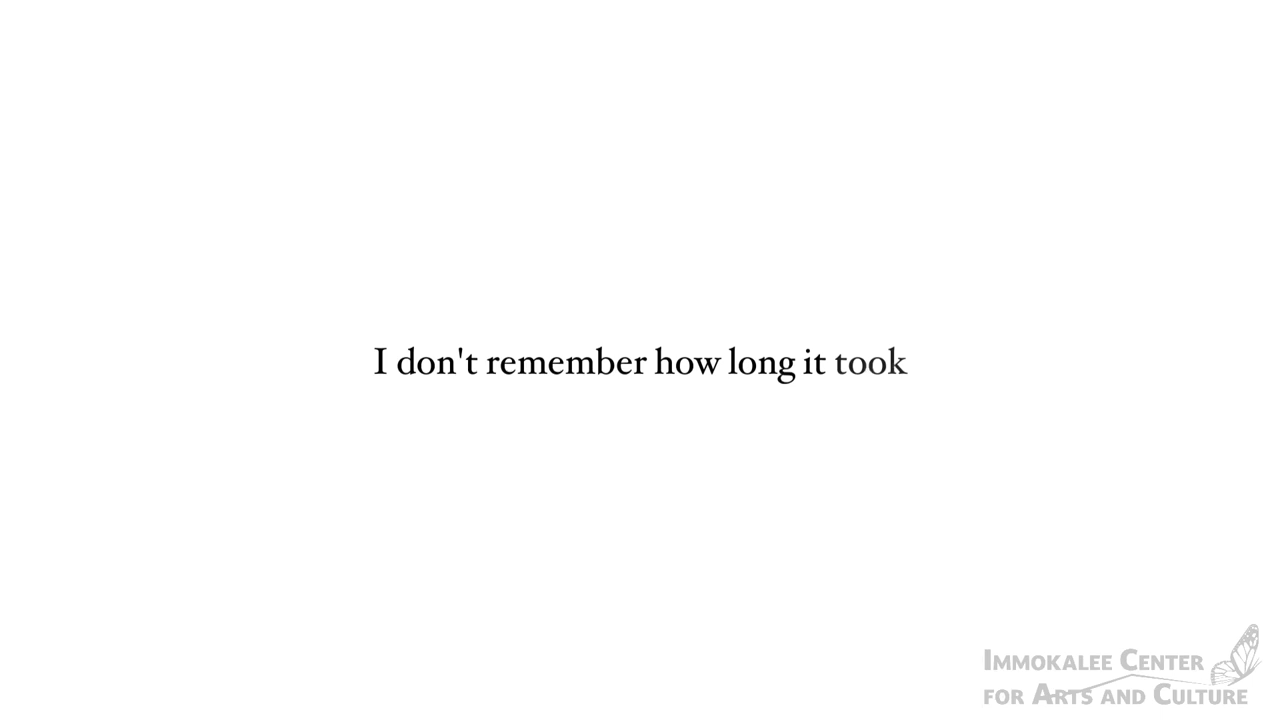 I don't remember how long it took
IMMOKALEE CENTER
FOR ARTS AND CULTURE